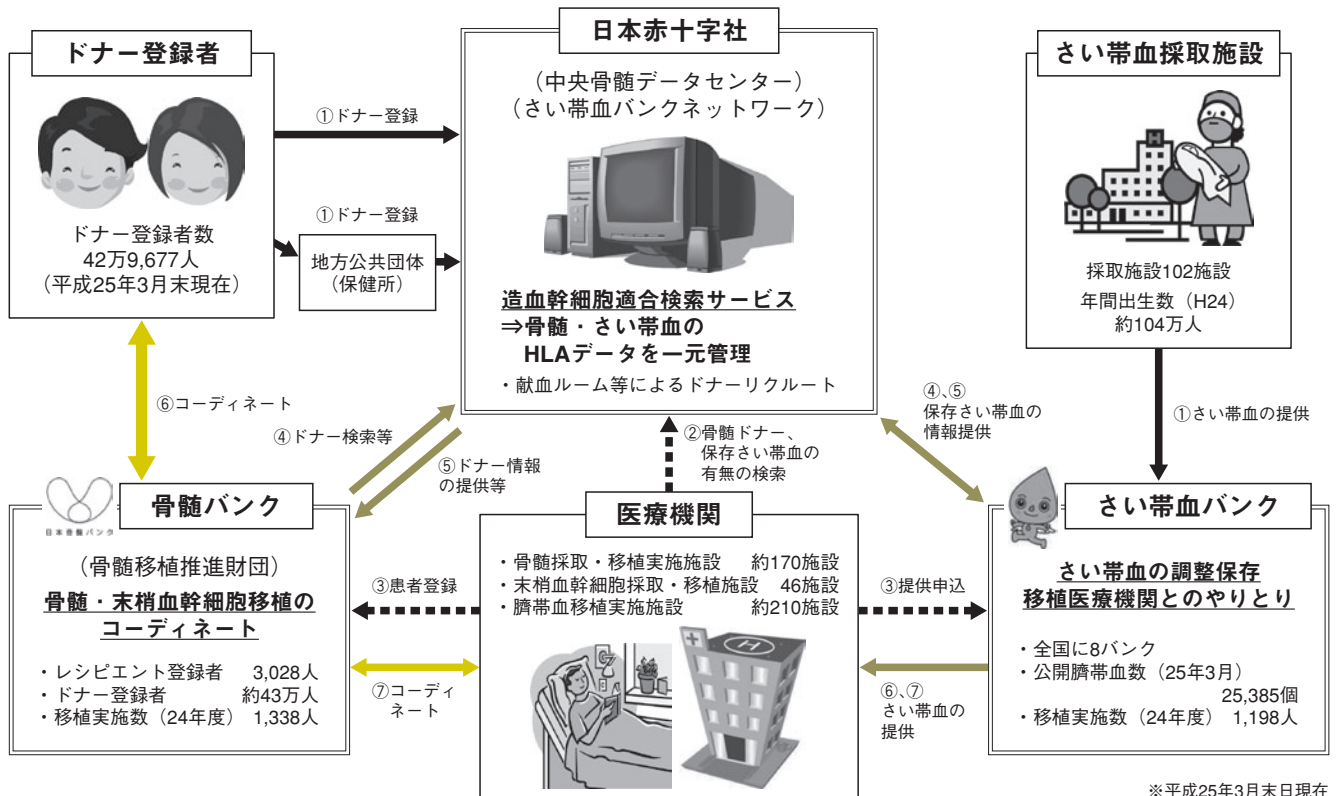 ドナー登録者
ドナー登録者数
42万9,677人
(平成25年3月末現在)
①ドナー登録
①ドナー登録
地方公共団体
(保健所)
日本赤十字社
(中央骨髄データセンター)
(さい帯血バンクネットワーク)
造血幹細胞適合検索サービス
⇒骨髄・さい帯血の
HLAデータを一元管理
・献血ルーム等によるドナーリクルート
さい帯血採取施設
H
採取施設102施設
年間出生数(H24)
約104万人
⑥コーディネート
④ドナー検索等
⑤ドナー情報
の提供等
②骨髄ドナー、
保存さい帯血の
有無の検索
④、⑤
保存さい帯血の
情報提供
①さい帯血の提供
日本骨髄バンク
骨髄バンク
(骨髄移植推進財団)
骨髄・末梢血幹細胞移植の
コーディネート
・レシピエント登録者 3,028人
・ドナー登録者 約43万人
・移植実施数(24年度) 1,338人
③患者登録
⑦コーディ
ネート
医療機関
・骨髄採取・移植実施施設 約170施設
・末梢血幹細胞採取・移植施設 46施設
・臍帯血移植実施施設 約210施設
H
③提供申込
⑥、⑦
さい帯血の
提供
さい帯血バンク
さい帯血の調整保存
移植医療機関とのやりとり
・全国に8バンク
・公開臍帯血数(25年3月)
25,385個
・移植実施数(24年度) 1,198人
※平成25年3月末日現在